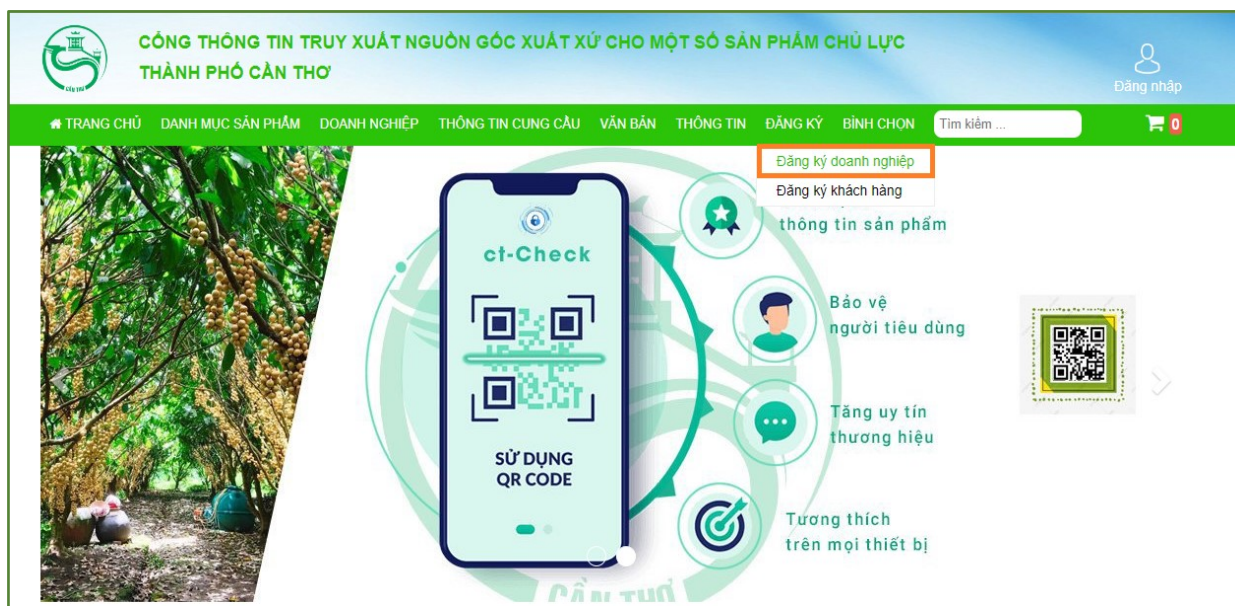 CỔNG THÔNG TIN TRUY XUẤT NGUỒN GỐC XUẤT XỨ CHO MỘT SỐ SẢN PHẨM CHỦ LỰC
THÀNH PHỐ CẦN THƠ
CẦN THƠ
Đăng nhập
TRANG CHỦ DANH MỤC SẢN PHẨM DOANH NGHIỆP THÔNG TIN CUNG CẦU VĂN BẢN THÔNG TIN ĐĂNG KÝ BÌNH CHỌN Tìm kiếm ... 0
Đăng ký doanh nghiệp
Đăng ký khách hàng
thông tin sản phẩm
ct-Check
Bảo vệ
người tiêu dùng
Tăng uy tín
thương hiệu
SỬ DỤNG
QR CODE
Tương thích
trên mọi thiết bị
CẦN THƠ